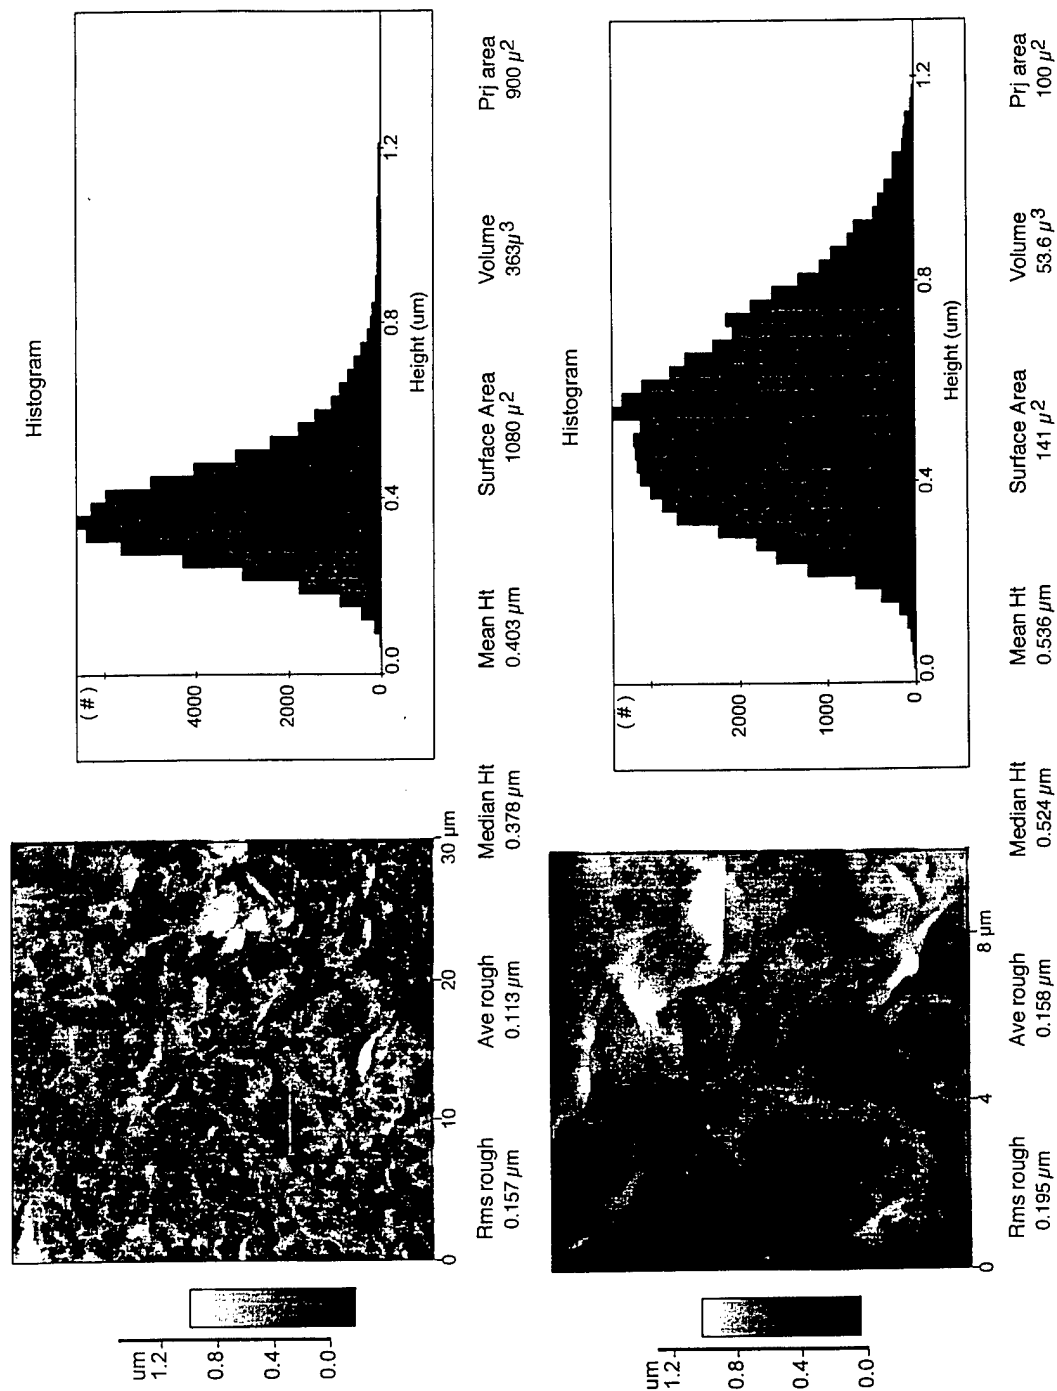 Histogram
um
1.2
0.8
0.4
0.0
0
10
20
30 µm
(#)
4000
2000
0
0.0
0.4
0.8
1.2
Height (um)
Rms rough Ave rough Median Ht Mean Ht Surface Area Volume Prj area
0.157 µm 0.113 µm 0.378 µm 0.403 µm 1080 µ2 363µ3 900 µ2
Histogram
um
1.2
0.8
0.4
0.0
0
4
8 µm
(#)
2000
1000
0
0.0
0.4
0.8
1.2
Height (um)
Rms rough Ave rough Median Ht Mean Ht Surface Area Volume Prj area
0.195 µm 0.158 µm 0.524 µm 0.536 µm 141 µ2 53.6 µ3 100 µ2